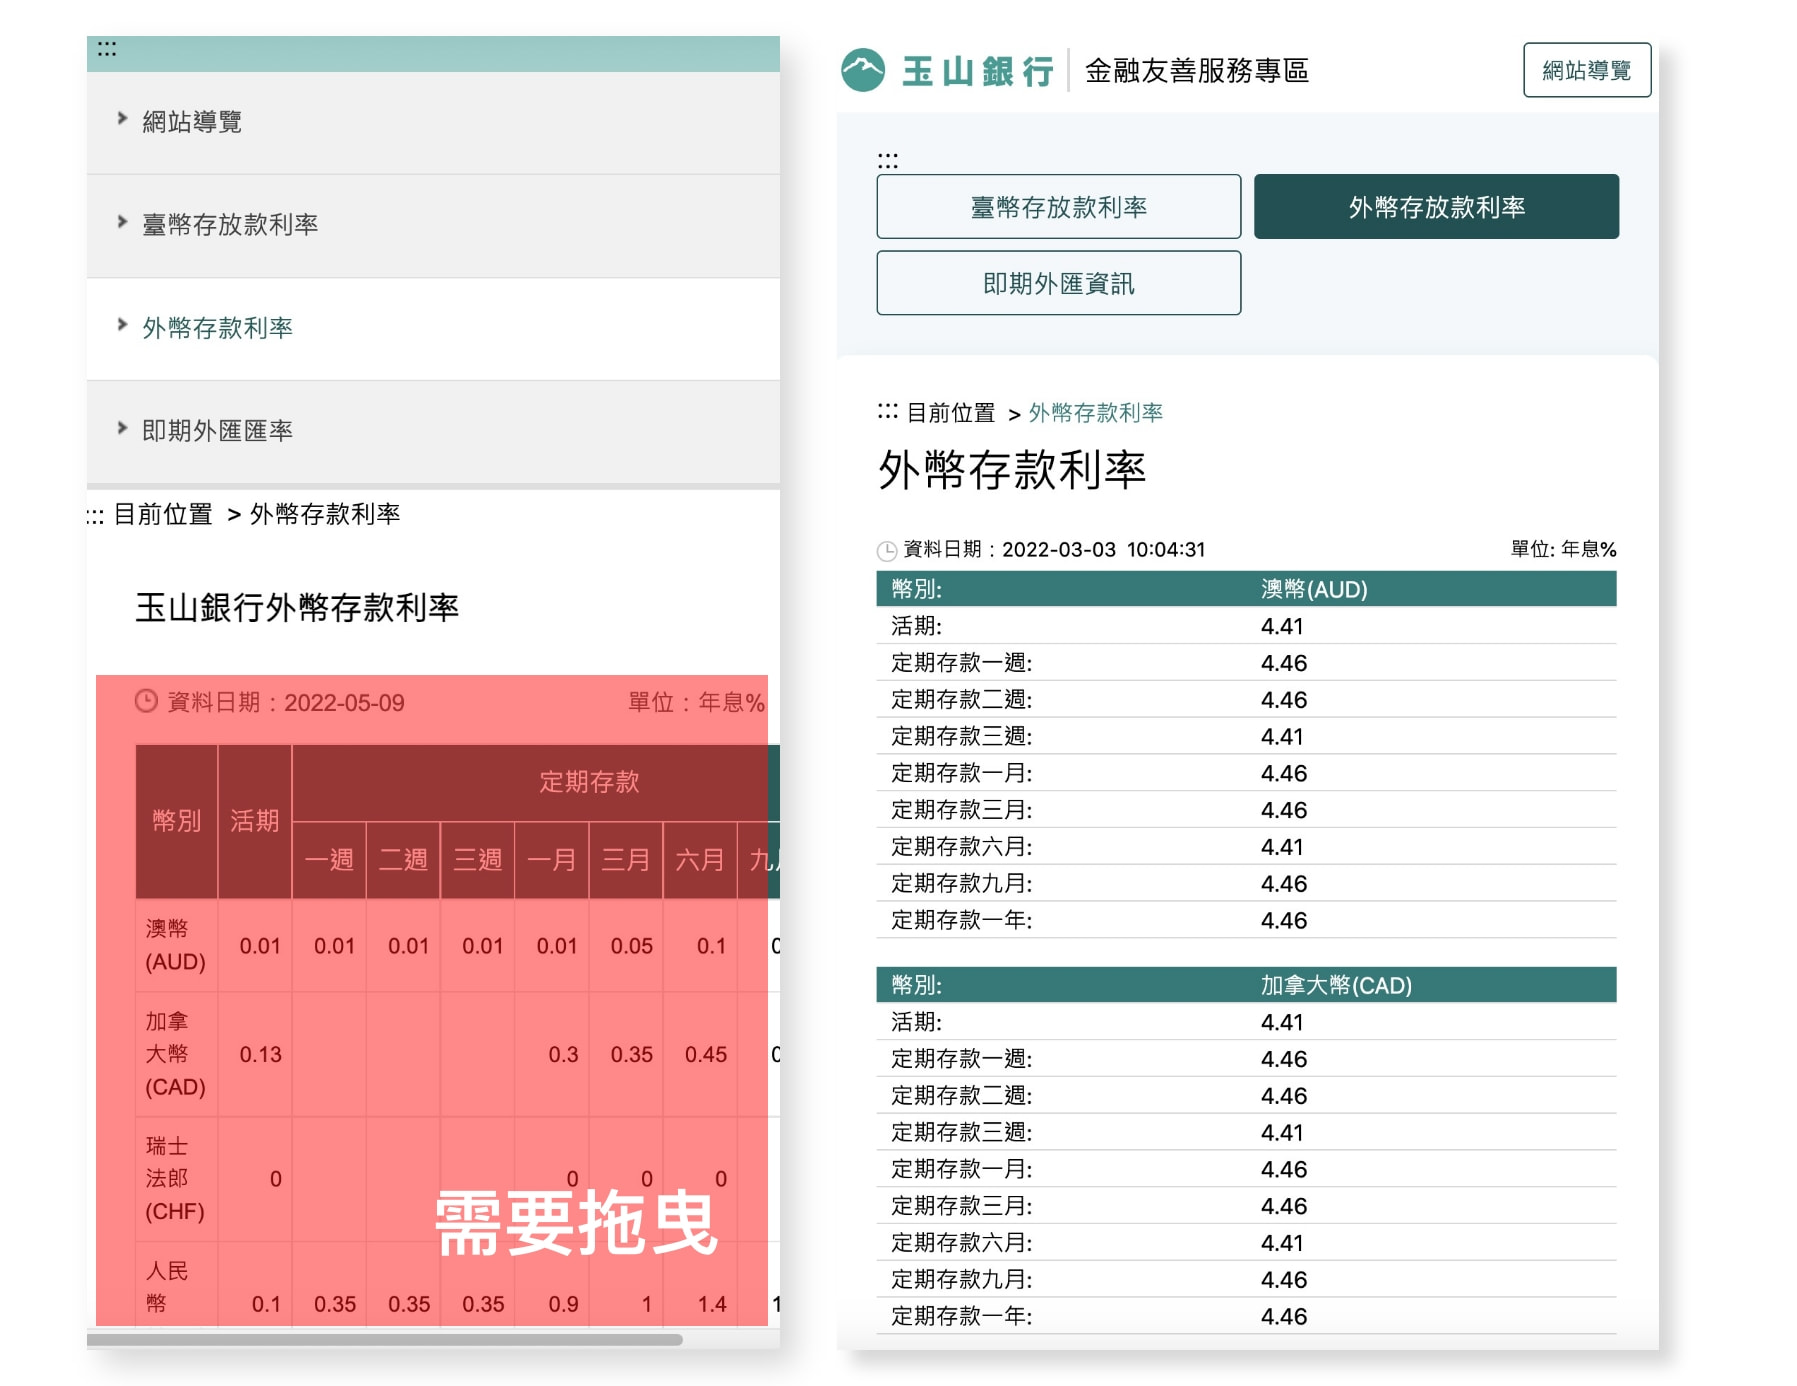 :::
網站導覽
臺幣存放款利率
外幣存款利率
即期外匯匯率
::: 目前位置 > 外幣存款利率
玉山銀行外幣存款利率
資料日期：2022-05-09 單位：年息%
幣別 活期 定期存款
一週 二週 三週 一月 三月 六月 九月
澳幣
(AUD) 0.01 0.01 0.01 0.01 0.01 0.05 0.1
加拿
大幣
(CAD) 0.13 0.3 0.35 0.45
瑞士
法郎
(CHF) 0 0 0 0
需要拖曳
人民
幣 0.1 0.35 0.35 0.35 0.9 1 1.4
玉山銀行 金融友善服務專區 網站導覽
:::
臺幣存放款利率 外幣存放款利率
即期外匯資訊
::: 目前位置 > 外幣存款利率
外幣存款利率
資料日期：2022-03-03 10:04:31 單位: 年息%
幣別: 澳幣(AUD)
活期: 4.41
定期存款一週: 4.46
定期存款二週: 4.46
定期存款三週: 4.41
定期存款一月: 4.46
定期存款三月: 4.46
定期存款六月: 4.41
定期存款九月: 4.46
定期存款一年: 4.46
幣別: 加拿大幣(CAD)
活期: 4.41
定期存款一週: 4.46
定期存款二週: 4.46
定期存款三週: 4.41
定期存款一月: 4.46
定期存款三月: 4.46
定期存款六月: 4.41
定期存款九月: 4.46
定期存款一年: 4.46